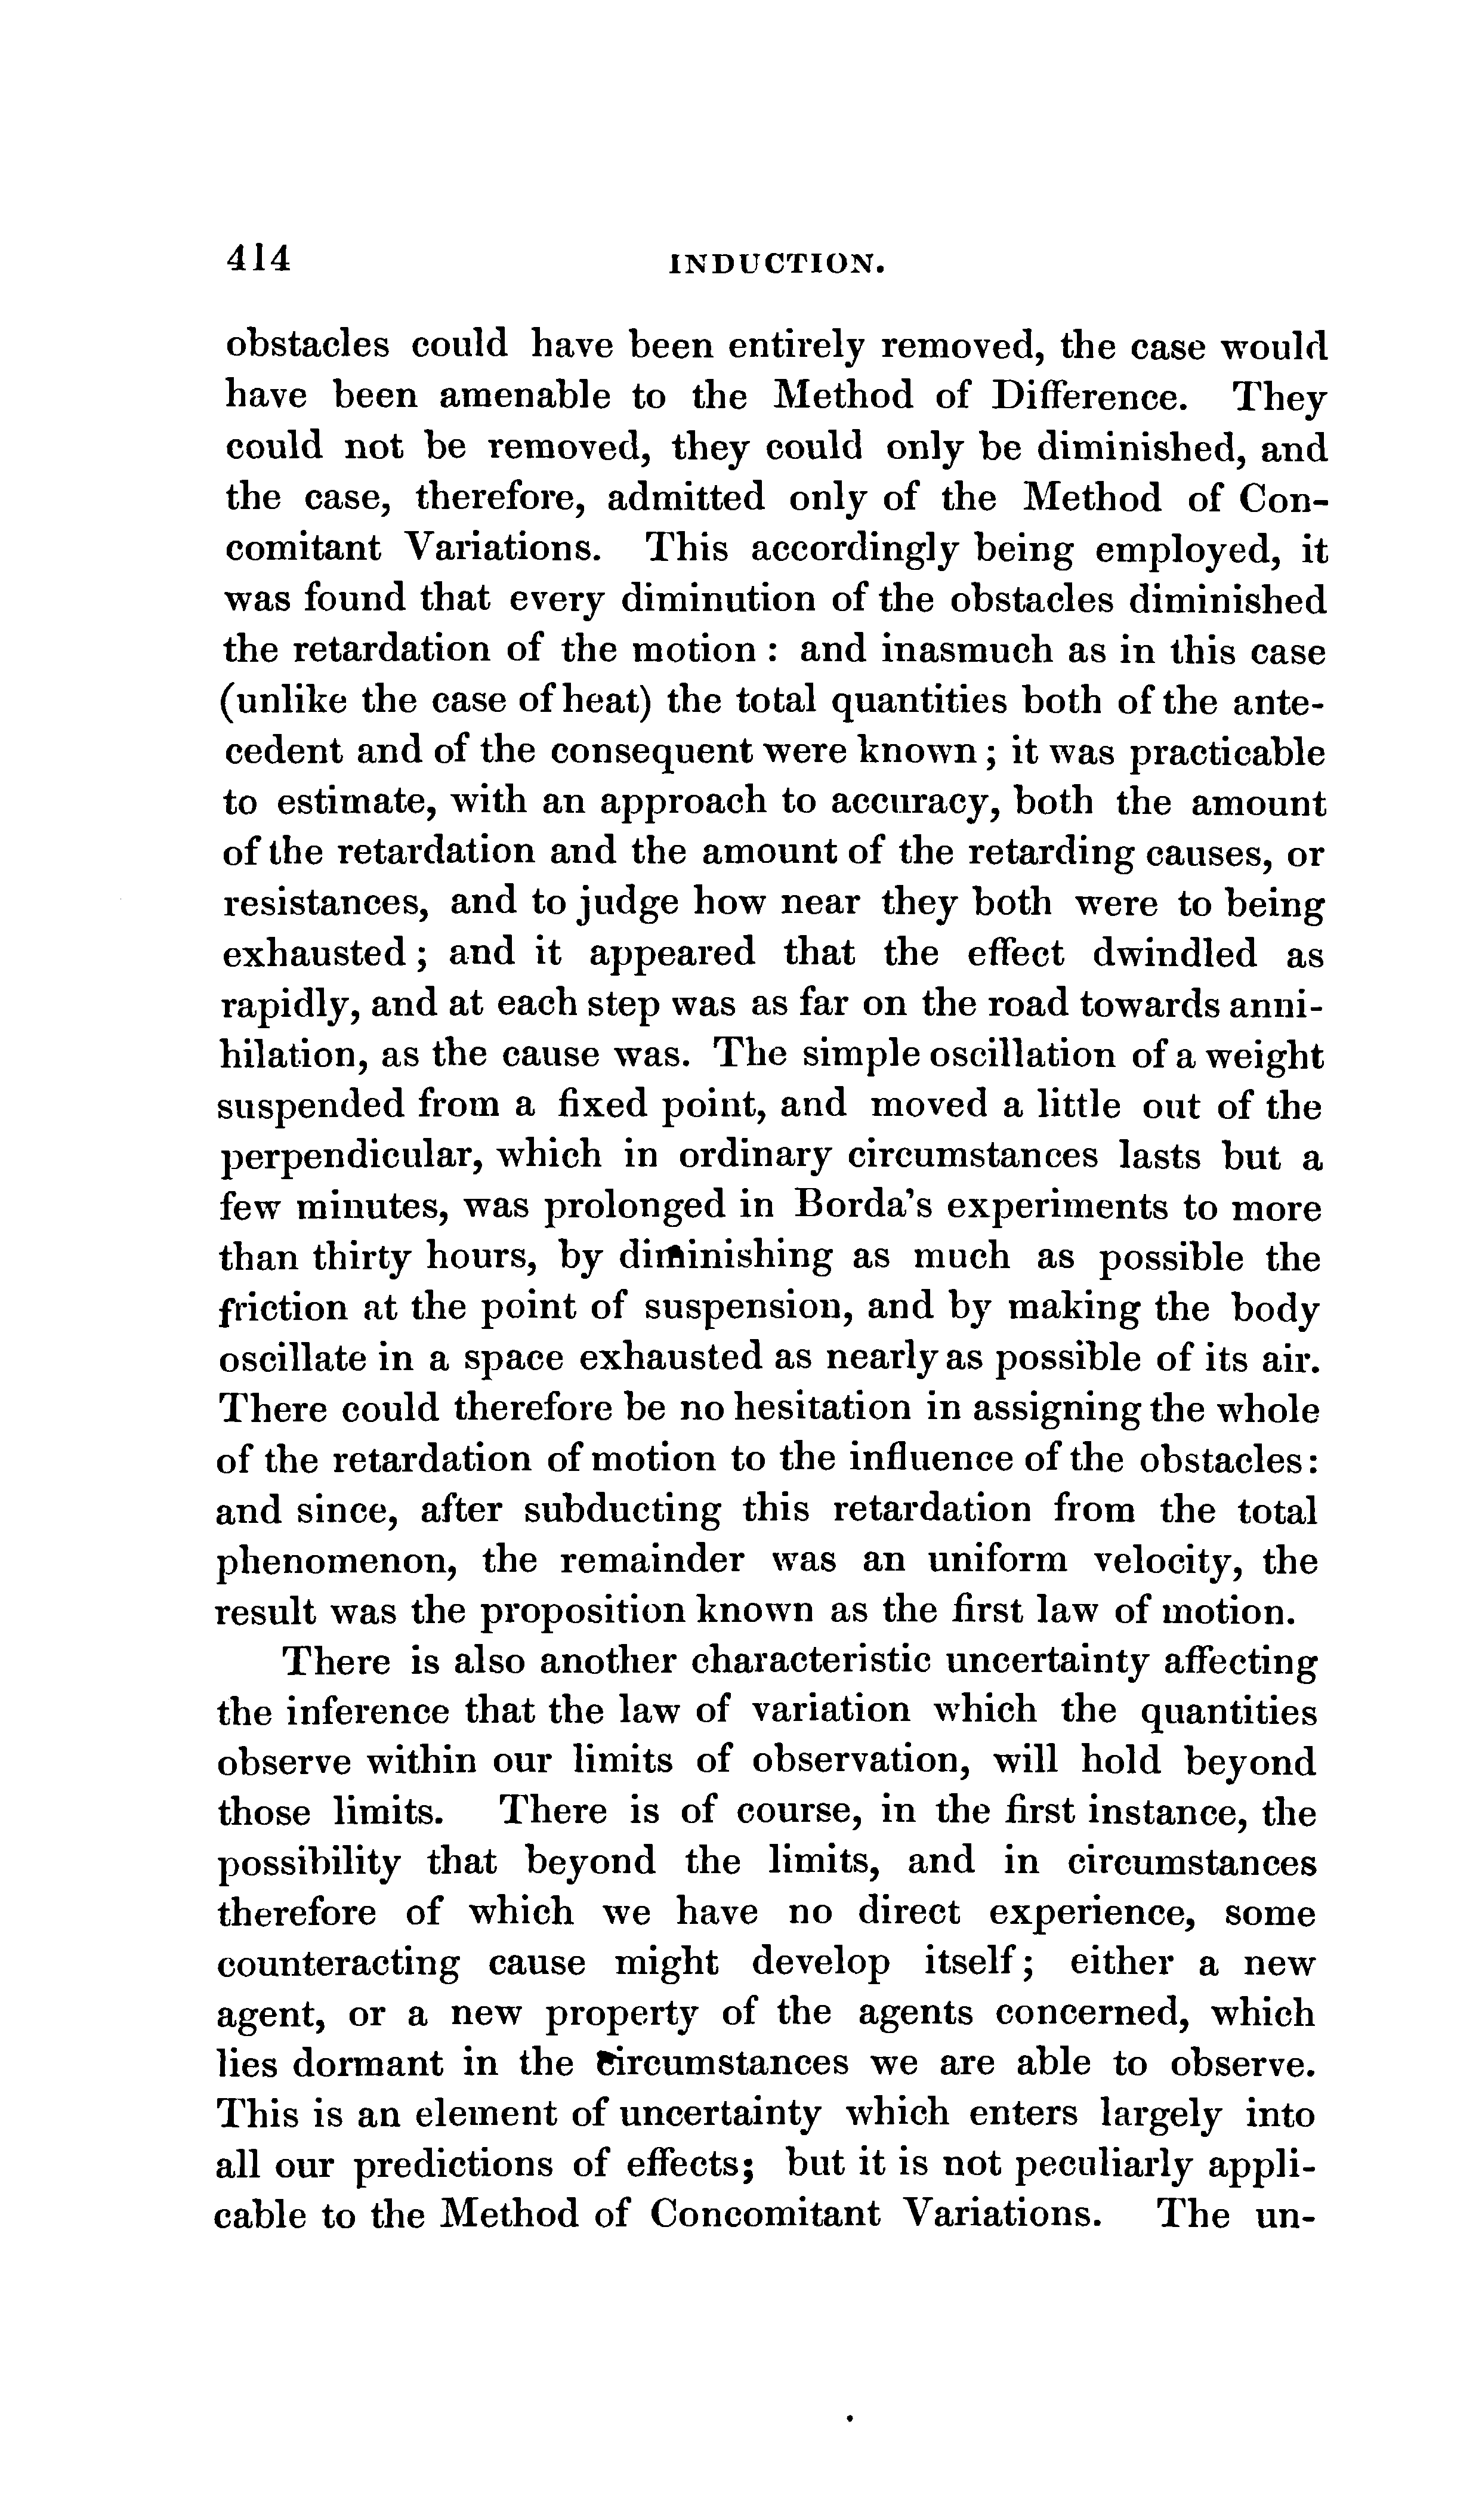 414 INDUCTION.
obstacles could have been entirely removed, the case would
have been amenable to the Method of Difference. They
could not be removed, they could only be diminished, and
the case, therefore, admitted only of the Method of Con-
comitant Variations. This accordingly being employed, it
was found that every diminution of the obstacles diminished
the retardation of the motion : and inasmuch as in this case
(unlike the case of heat) the total quantities both of the ante-
cedent and of the consequent were known ; it was practicable
to estimate, with an approach to accuracy, both the amount
of the retardation and the amount of the retarding causes, or
resistances, and to judge how near they both were to being
exhausted ; and it appeared that the effect dwindled as
rapidly, and at each step was as far on the road towards anni-
hilation, as the cause was. The simple oscillation of a weight
suspended from a fixed point, and moved a little out of the
perpendicular, which in ordinary circumstances lasts but a
few minutes, was prolonged in Borda's experiments to more
than thirty hours, by diminishing as much as possible the
friction at the point of suspension, and by making the body
oscillate in a space exhausted as nearly as possible of its air.
There could therefore be no hesitation in assigning the whole
of the retardation of motion to the influence of the obstacles:
and since, after subducting this retardation from the total
phenomenon, the remainder was an uniform velocity, the
result was the proposition known as the first law of motion.
There is also another characteristic uncertainty affecting
the inference that the law of variation which the quantities
observe within our limits of observation, will hold beyond
those limits. There is of course, in the first instance, the
possibility that beyond the limits, and in circumstances
therefore of which we have no direct experience, some
counteracting cause might develop itself; either a new
agent, or a new property of the agents concerned, which
lies dormant in the circumstances we are able to observe.
This is an element of uncertainty which enters largely into
all our predictions of effects; but it is not peculiarly appli-
cable to the Method of Concomitant Variations. The un-